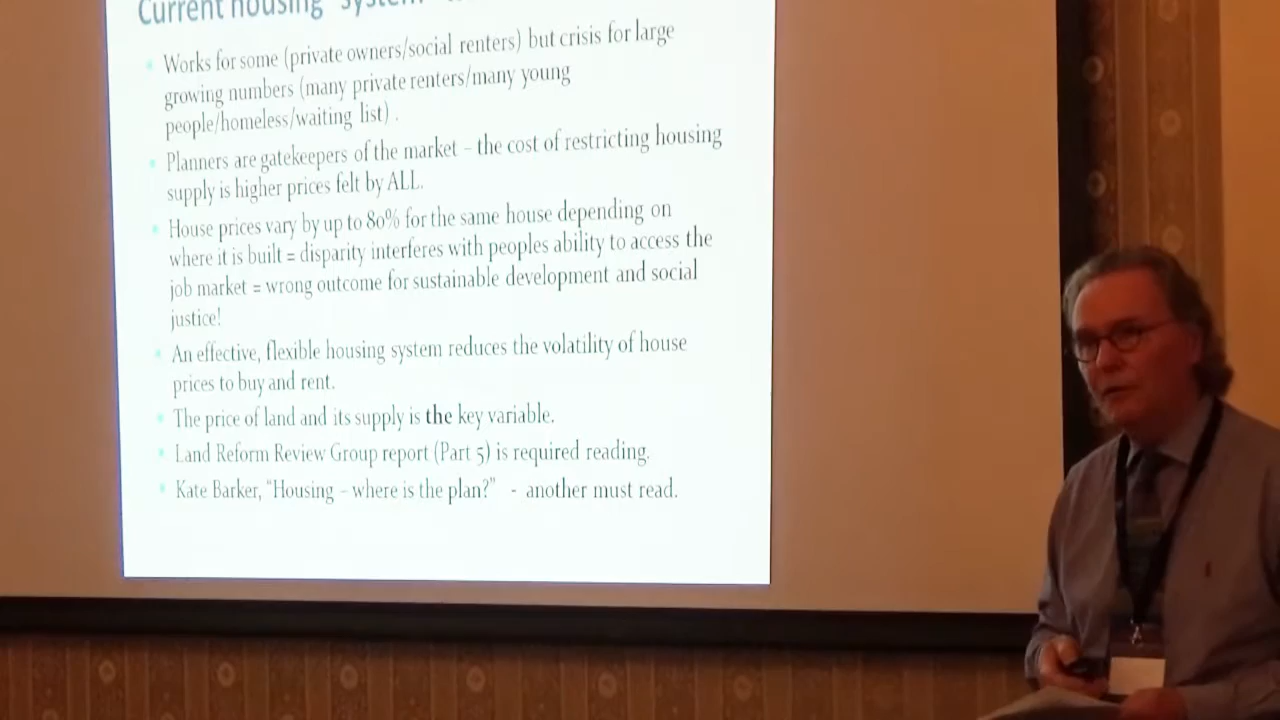 Current housing "system"
Works for some (private owners/social renters) but crisis for large
growing numbers (many private renters/many young
people/homeless/waiting list) .
Planners are gatekeepers of the market – the cost of restricting housing
supply is higher prices felt by ALL.
House prices vary by up to 80% for the same house depending on
where it is built = disparity interferes with peoples ability to access the
job market = wrong outcome for sustainable development and social
justice!
An effective, flexible housing system reduces the volatility of house
prices to buy and rent.
The price of land and its supply is the key variable.
Land Reform Review Group report (Part 5) is required reading.
Kate Barker, "Housing – where is the plan?" - another must read.